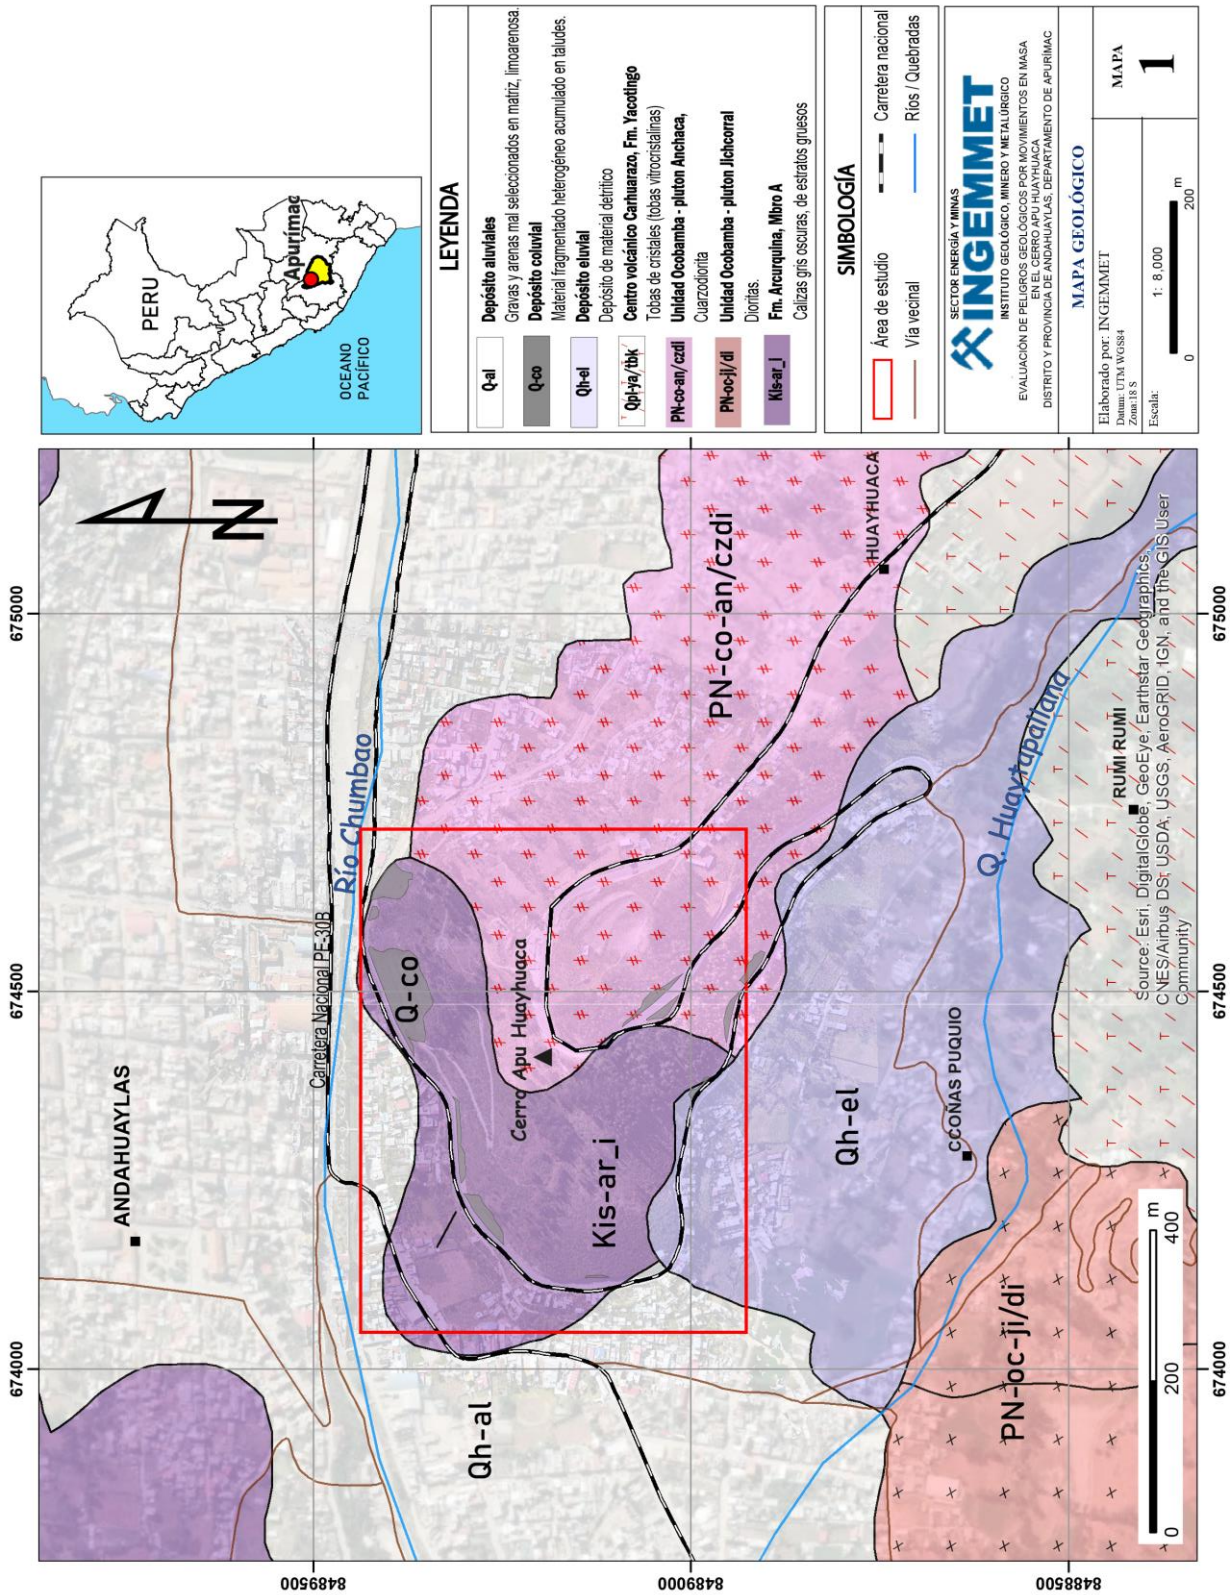 675000
674500
674000
8489500
8489000
8488500
N
ANDAHUAYLAS
Carretera Nacional PE-30B
Río Chumbao
Q-co
Cerro Apu Huayhuaca
Kis-ar_i
Qh-al
PN-co-an/czdi
HUAYHUACA
Qh-el
CCOÑAS PUQUIO
Q. Huaytapallana
RUMI RUMI
PN-oc-ji/di
0 200 400 m
Source: Esri, DigitalGlobe, GeoEye, Earthstar Geographics,
CNES/Airbus DS, USDA, USGS, AeroGRID, IGN, and the GIS User
Community
675000
674500
674000
PERU
Apurímac
OCEANO
PACÍFICO
LEYENDA
Q-al
Depósito aluviales
Gravas y arenas mal seleccionados en matriz, limoarenosa.
Q-co
Depósito coluvial
Material fragmentado heterogéneo acumulado en taludes.
Qh-el
Depósito eluvial
Depósito de material detrítico
Qpl-ya/tbk
Centro volcánico Carhuarazo, Fm. Yacotingo
Tobas de cristales (tobas vitrocristalinas)
PN-co-an/czdi
Unidad Ocobamba - pluton Anchaca,
Cuarzodiorita
PN-oc-ji/di
Unidad Ocobamba - pluton Jichcorral
Dioritas.
Kis-ar_i
Fm. Arcurquina, Mbro A
Calizas gris oscuras, de estratos gruesos
SIMBOLOGÍA
Área de estudio
Carretera nacional
Vía vecinal
Ríos / Quebradas
SECTOR ENERGÍA Y MINAS
INGEMMET
INSTITUTO GEOLÓGICO, MINERO Y METALÚRGICO
EVALUACIÓN DE PELIGROS GEOLÓGICOS POR MOVIMIENTOS EN MASA
EN EL CERRO APU HUAYHUACA
DISTRITO Y PROVINCIA DE ANDAHUAYLAS, DEPARTAMENTO DE APURÍMAC
MAPA GEOLÓGICO
Elaborado por: INGEMMET
Datum: UTM WGS84
Zona:18 S
Escala:
1: 8,000
0 200 m
MAPA
1